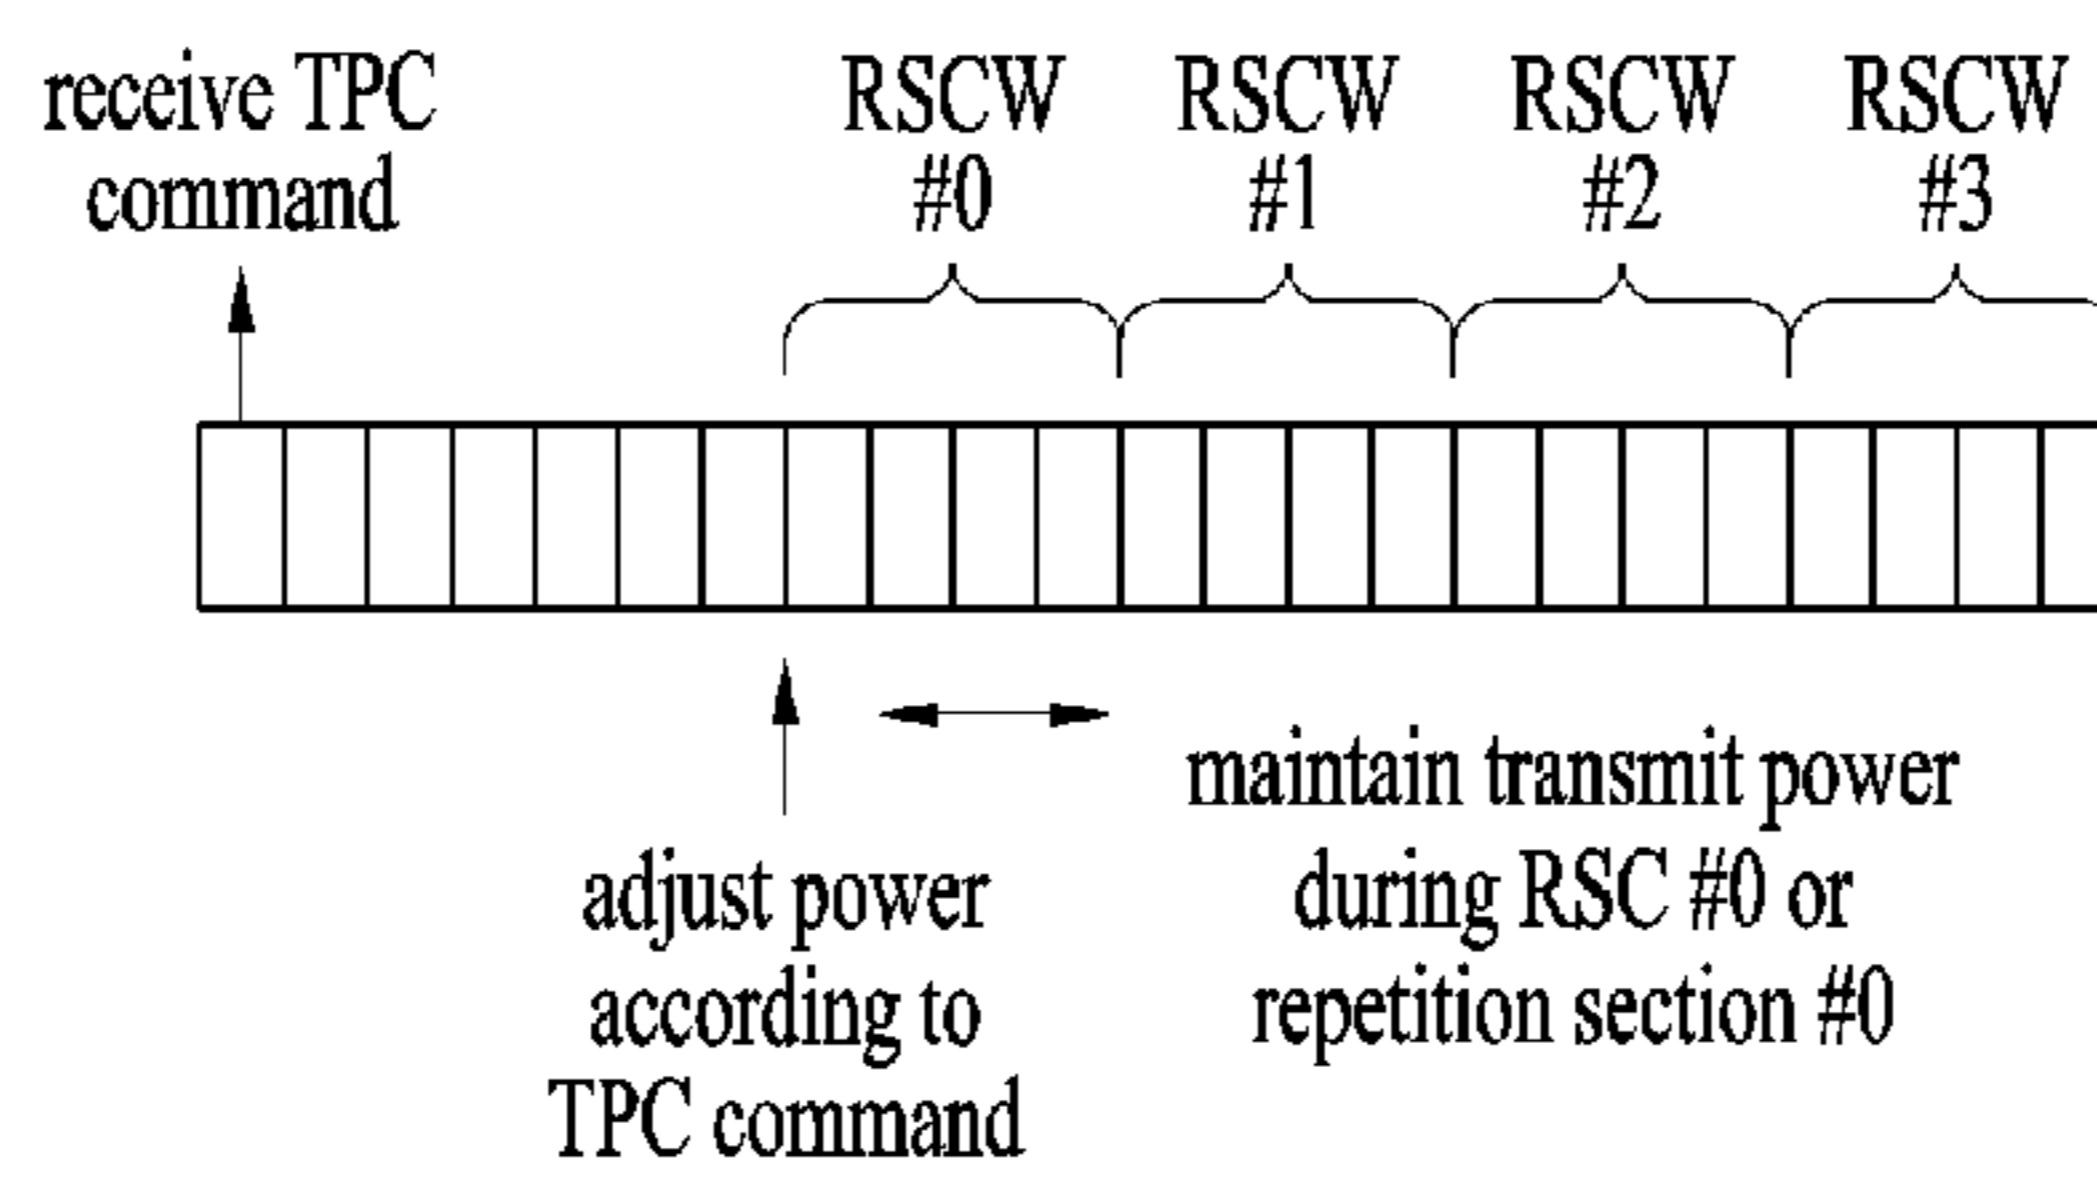 receive TPC
command
RSCW
#0
RSCW
#1
RSCW
#2
RSCW
#3
adjust power
according to
TPC command
maintain transmit power
during RSC #0 or
repetition section #0